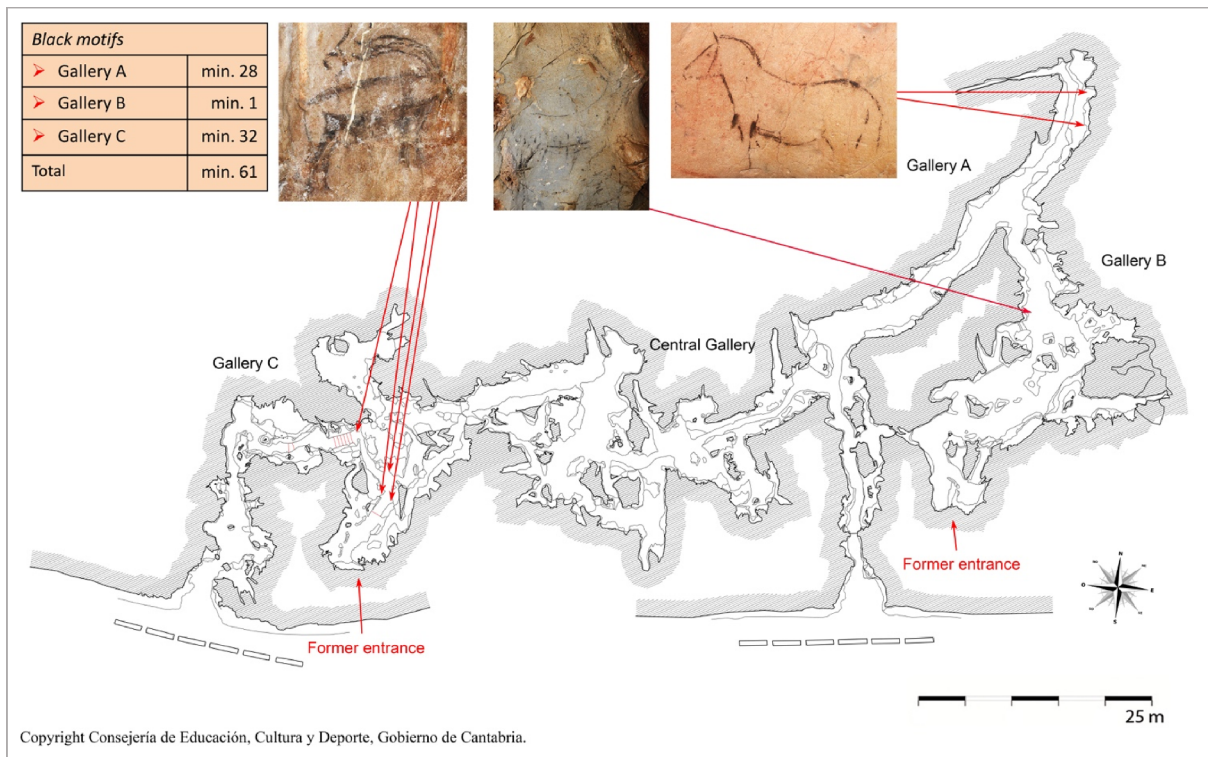 Black motifs
Gallery A min. 28
Gallery B min. 1
Gallery C min. 32
Total min. 61
Gallery A
Gallery B
Central Gallery
Gallery C
Former entrance
Former entrance
N
O E
S
25 m
Copyright Consejería de Educación, Cultura y Deporte, Gobierno de Cantabria.